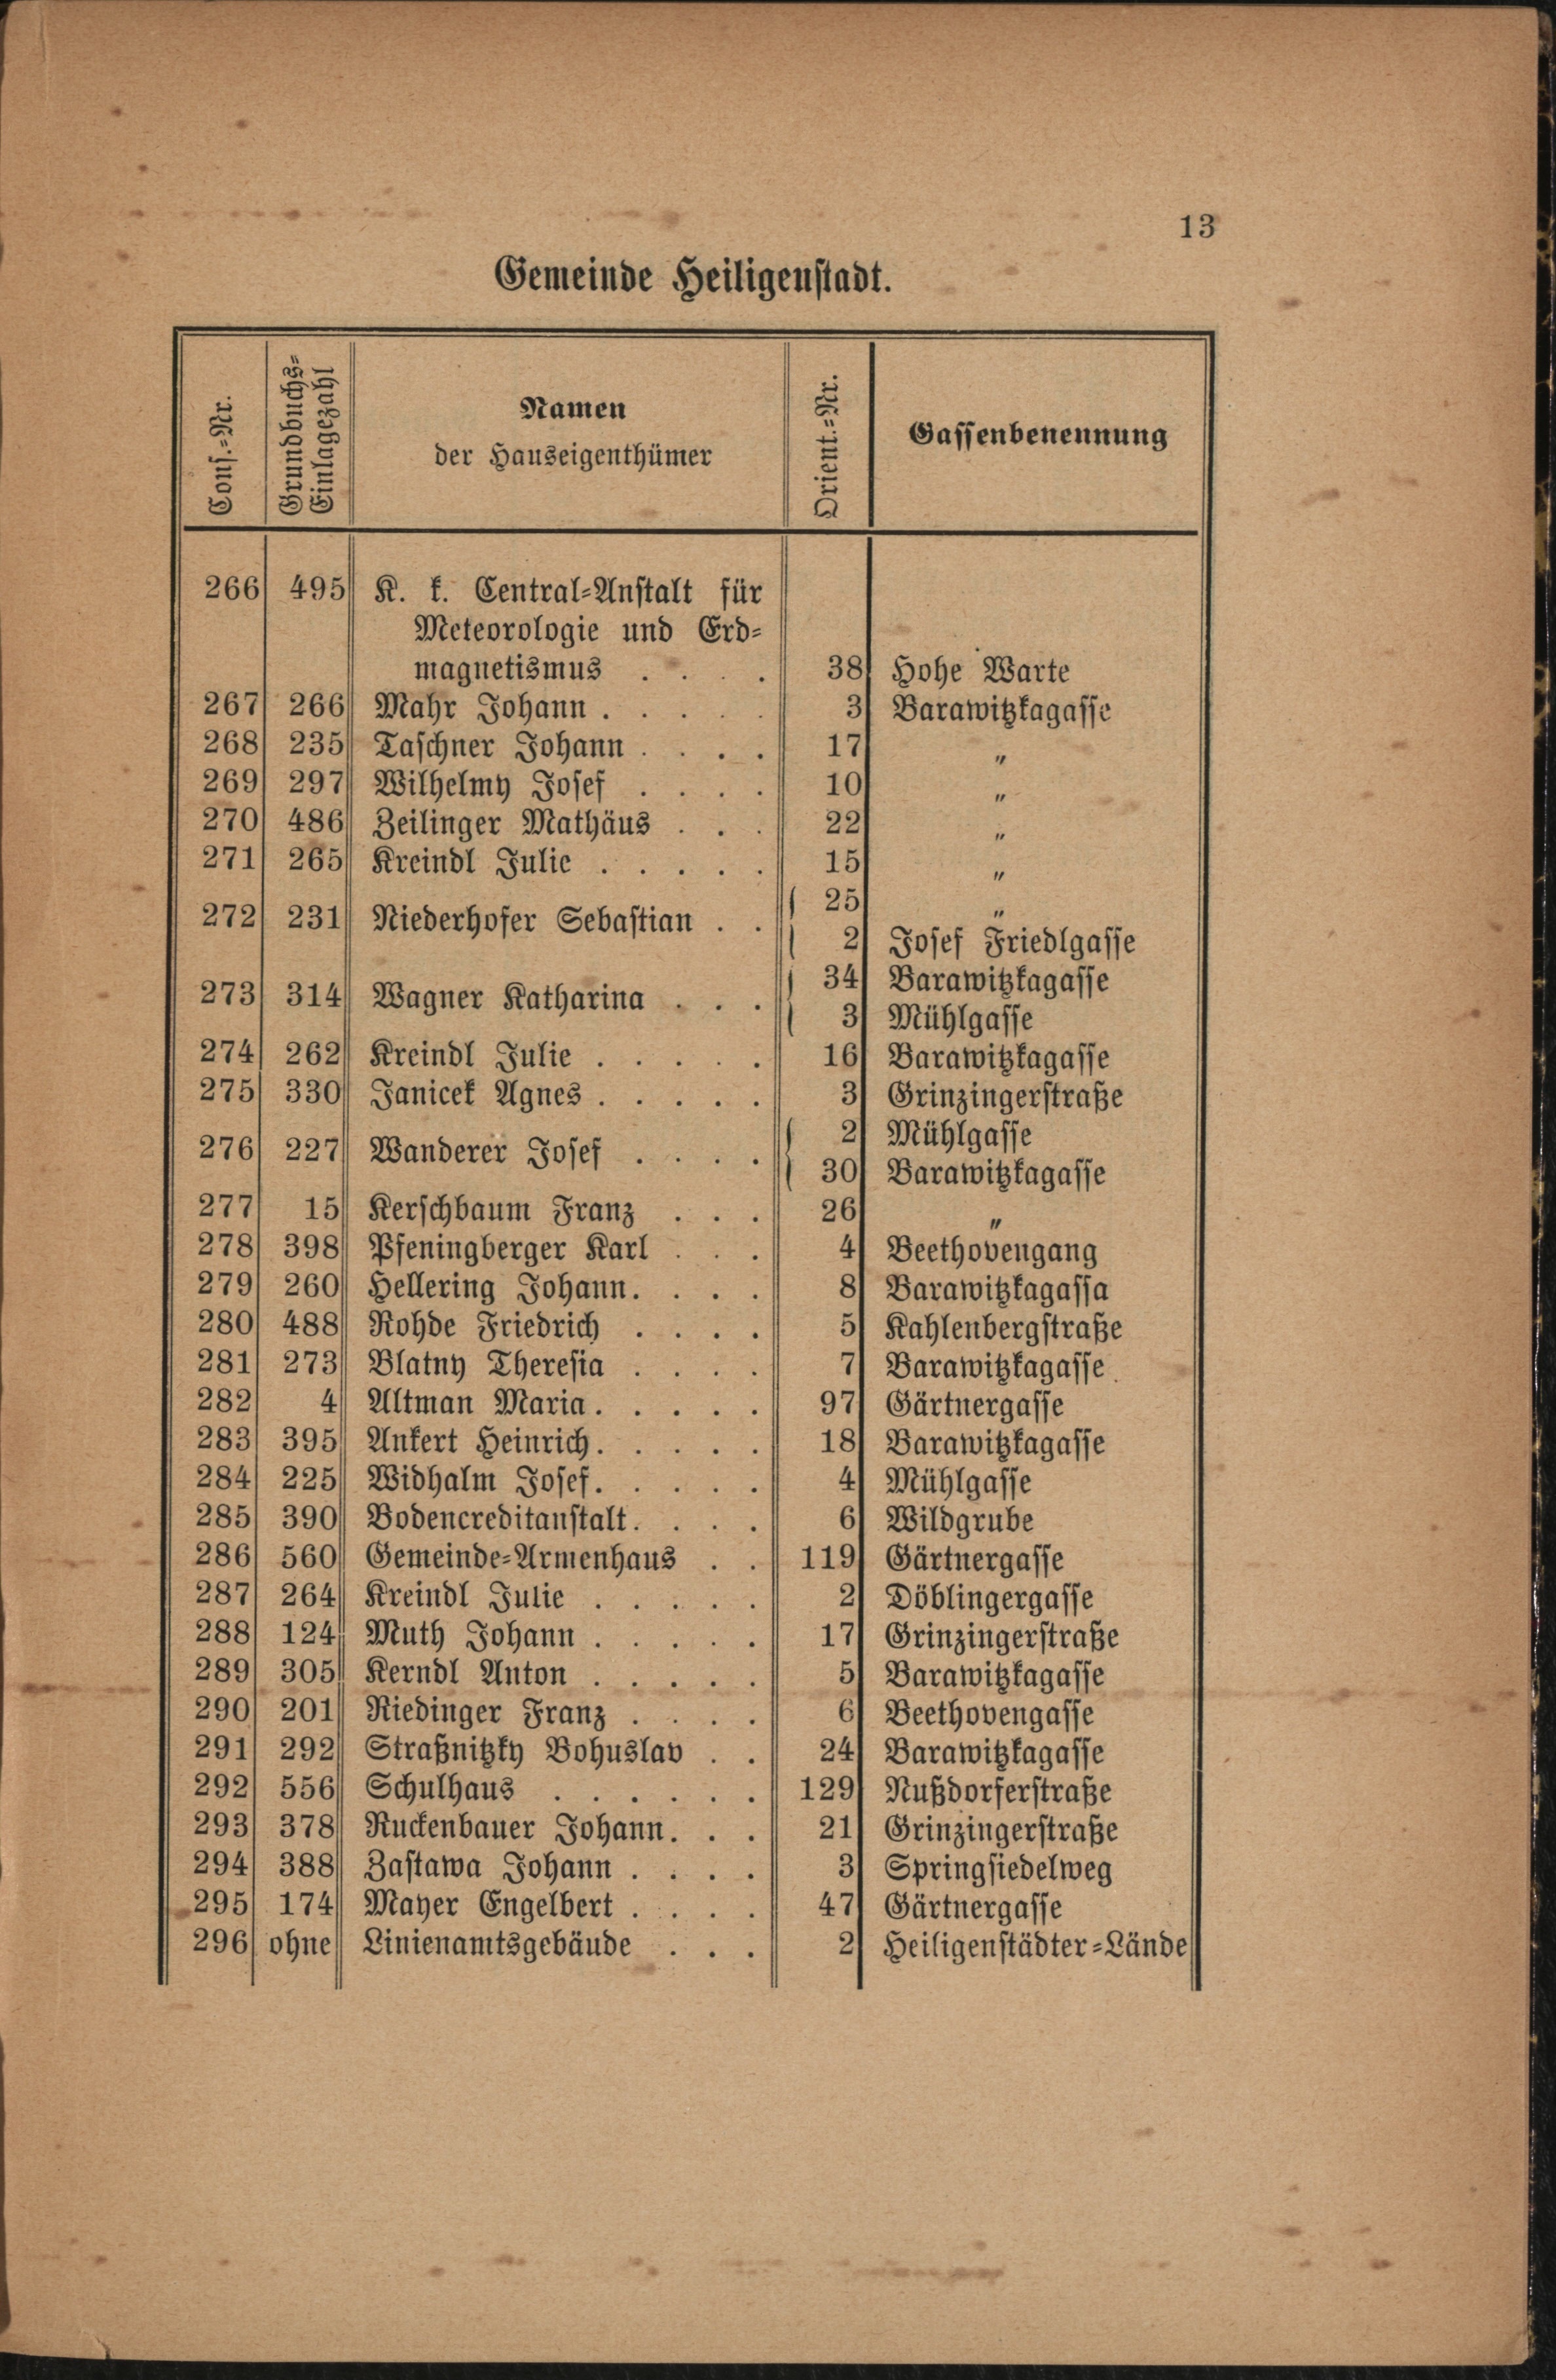 13
Gemeinde Heiligenstadt.
Cons.-Nr. Grundbuchs-Einlagezahl Namen der Hauseigenthümer Orient.-Nr. Gassenbenennung
266 495 K. k. Central-Anstalt für
Meteorologie und Erd-
magnetismus . . . . 38 Hohe Warte
267 266 Mahr Johann . . . . . 3 Barawitzkagasse
268 235 Taschner Johann . . . . 17 "
269 297 Wilhelmy Josef . . . . 10 "
270 486 Zeilinger Mathäus . . . 22 "
271 265 Kreindl Julie . . . . . 15 "
272 231 Niederhofer Sebastian . . { 25 "
2 Josef Friedlgasse
273 314 Wagner Katharina . . . { 34 Barawitzkagasse
3 Mühlgasse
274 262 Kreindl Julie . . . . . 16 Barawitzkagasse
275 330 Janicek Agnes . . . . . 3 Grinzingerstraße
276 227 Wanderer Josef . . . . { 2 Mühlgasse
30 Barawitzkagasse
277 15 Kerschbaum Franz . . . 26 "
278 398 Pfeningberger Karl . . . 4 Beethovengang
279 260 Hellering Johann. . . . 8 Barawitzkagassa
280 488 Rohde Friedrich . . . . 5 Kahlenbergstraße
281 273 Blatny Theresia . . . . 7 Barawitzkagasse
282 4 Altman Maria. . . . . 97 Gärtnergasse
283 395 Ankert Heinrich. . . . . 18 Barawitzkagasse
284 225 Widhalm Josef. . . . . 4 Mühlgasse
285 390 Bodencreditanstalt. . . . 6 Wildgrube
286 560 Gemeinde-Armenhaus . . 119 Gärtnergasse
287 264 Kreindl Julie . . . . . 2 Döblingergasse
288 124 Muth Johann . . . . . 17 Grinzingerstraße
289 305 Kerndl Anton . . . . . 5 Barawitzkagasse
290 201 Riedinger Franz . . . . 6 Beethovengasse
291 292 Straßnitzky Bohuslav . . 24 Barawitzkagasse
292 556 Schulhaus . . . . . . 129 Nußdorferstraße
293 378 Ruckenbauer Johann. . . 21 Grinzingerstraße
294 388 Zastawa Johann . . . . 3 Springsiedelweg
295 174 Mayer Engelbert . . . . 47 Gärtnergasse
296 ohne Linienamtsgebäude . . . 2 Heiligenstädter-Lände